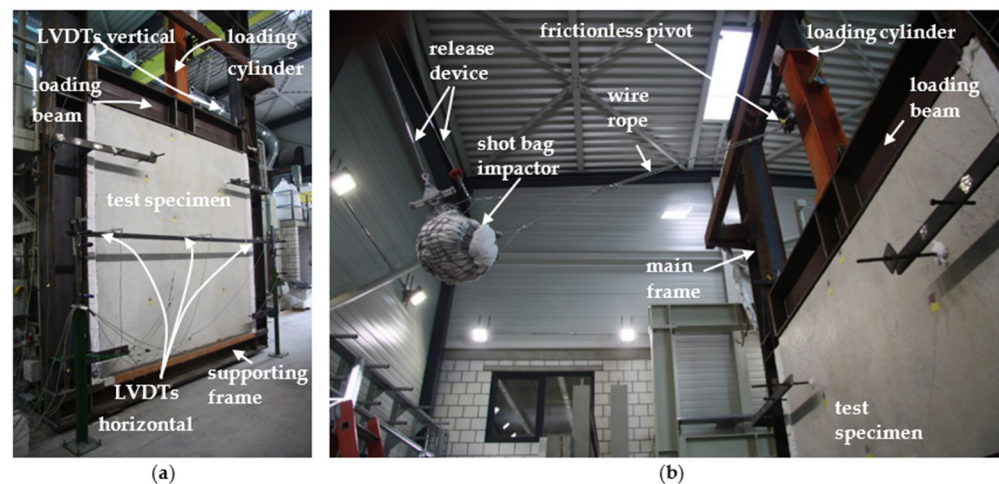 LVDTs vertical
loading
cylinder
loading
beam
test specimen
LVDTs
horizontal
supporting
frame
(a)
release
device
frictionless pivot
loading cylinder
wire
rope
loading
beam
shot bag
impactor
main
frame
test
specimen
(b)